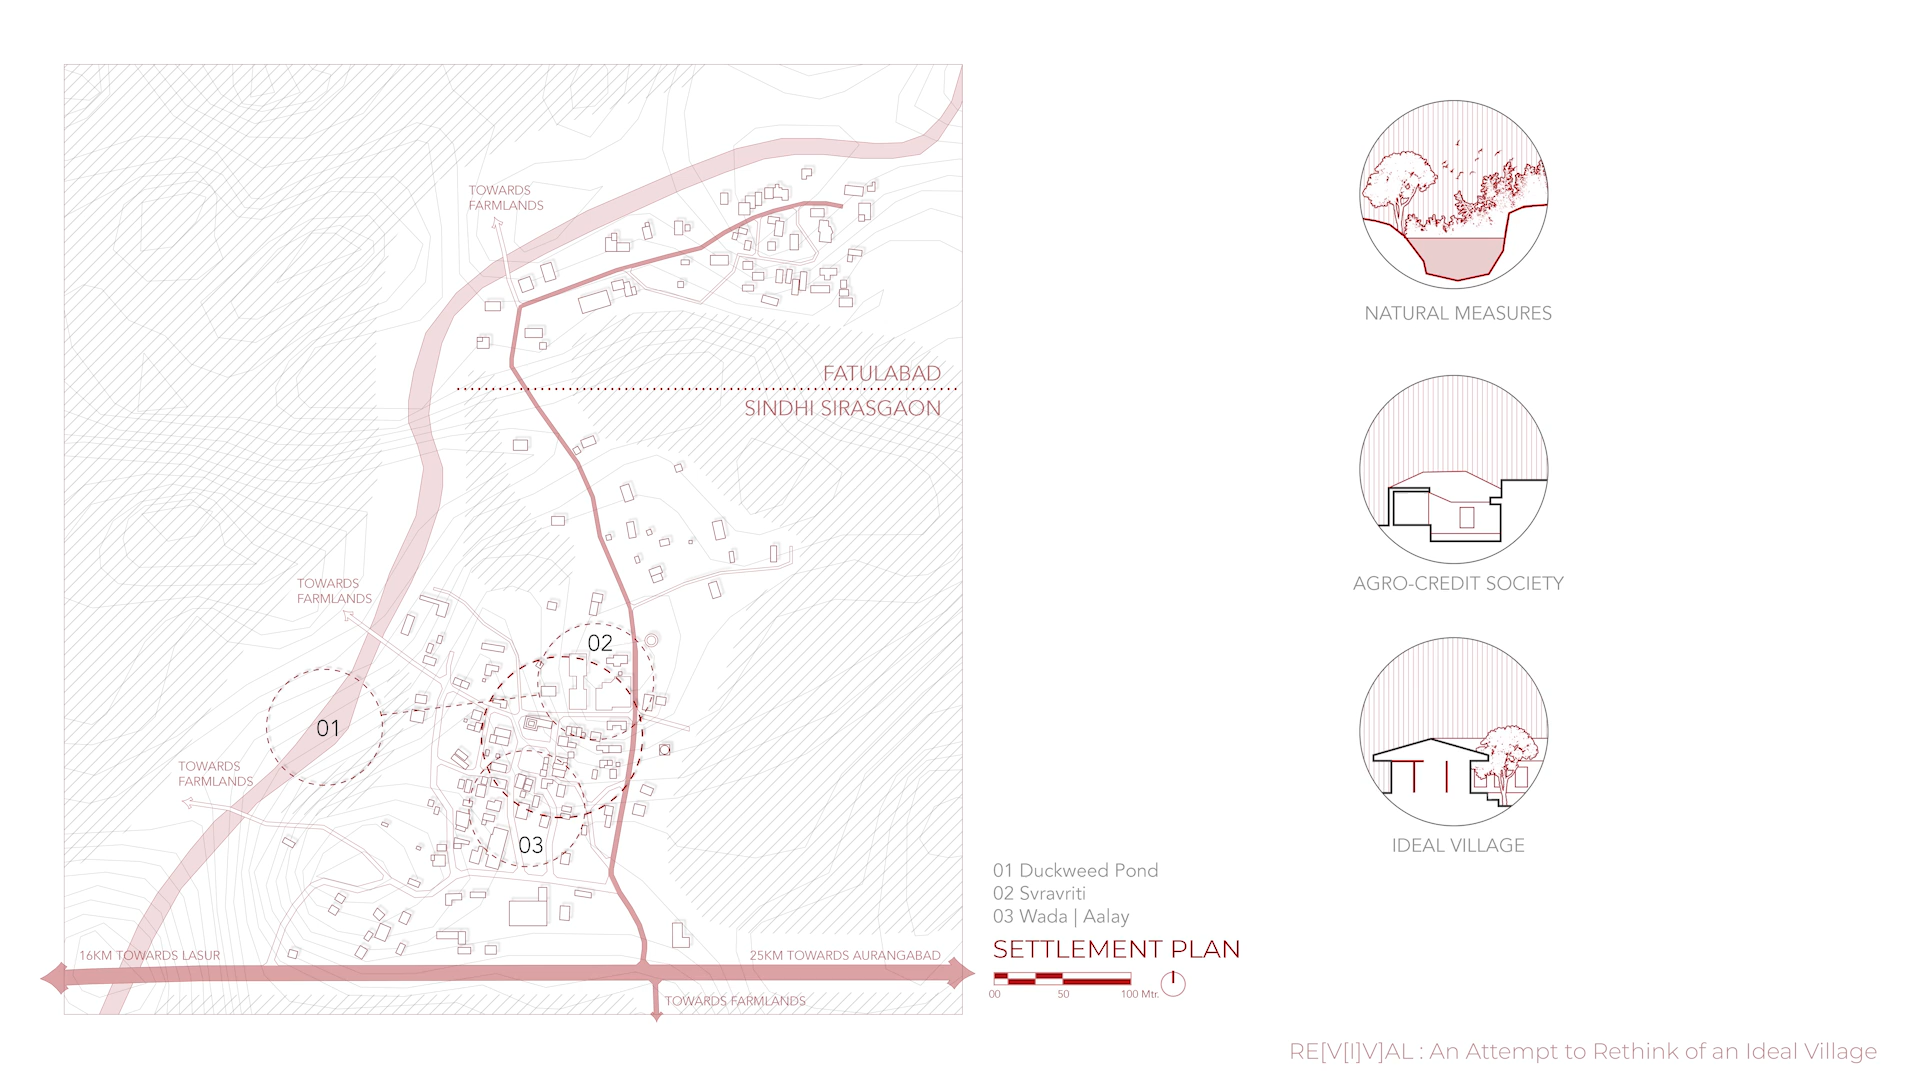 TOWARDS
FARMLANDS
FATULABAD
SINDHI SIRASGAON
TOWARDS
FARMLANDS
02
01
TOWARDS
FARMLANDS
03
16KM TOWARDS LASUR
25KM TOWARDS AURANGABAD
TOWARDS FARMLANDS
NATURAL MEASURES
AGRO-CREDIT SOCIETY
IDEAL VILLAGE
01 Duckweed Pond
02 Svravriti
03 Wada | Aalay
SETTLEMENT PLAN
00 50 100 Mtr.
RE[V[I]V]AL : An Attempt to Rethink of an Ideal Village